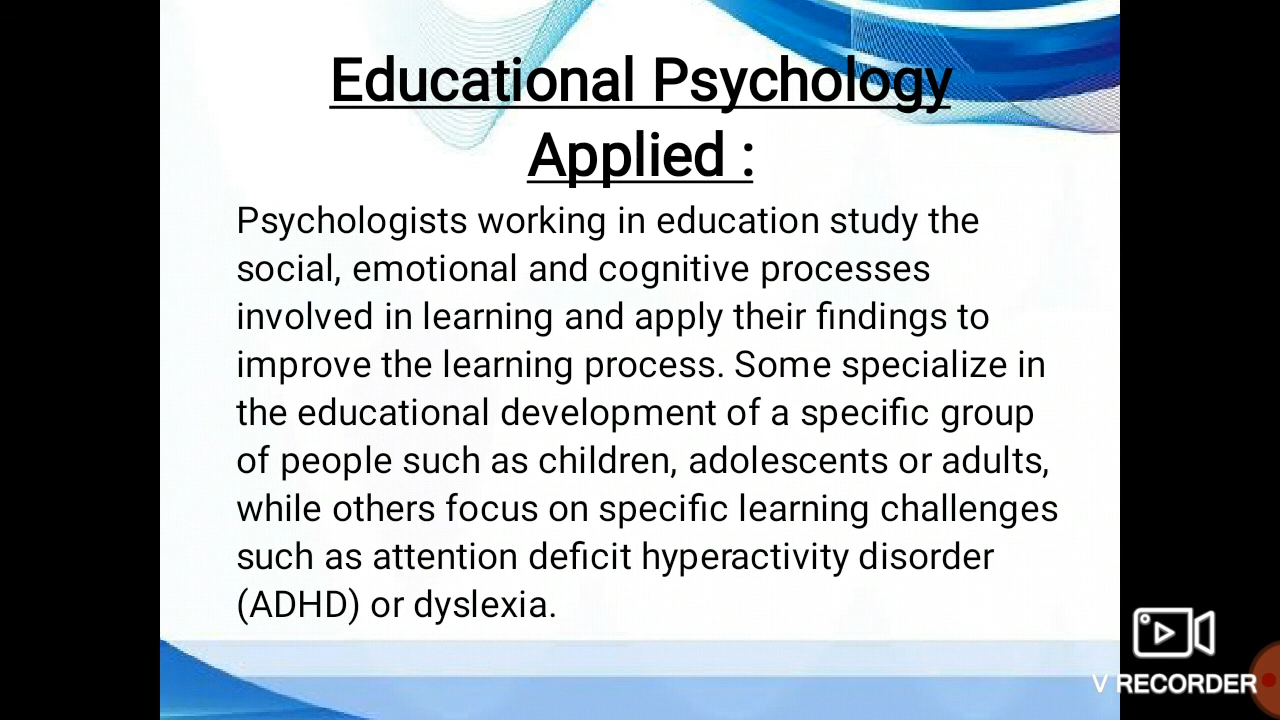 Educational Psychology
Applied :
Psychologists working in education study the
social, emotional and cognitive processes
involved in learning and apply their findings to
improve the learning process. Some specialize in
the educational development of a specific group
of people such as children, adolescents or adults,
while others focus on specific learning challenges
such as attention deficit hyperactivity disorder
(ADHD) or dyslexia.
V RECORDER